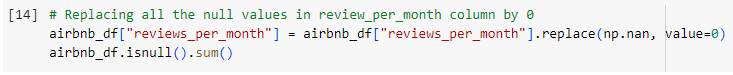 [14] # Replacing all the null values in review_per_month column by 0
airbnb_df["reviews_per_month"] = airbnb_df["reviews_per_month"].replace(np.nan, value=0)
airbnb_df.isnull().sum()